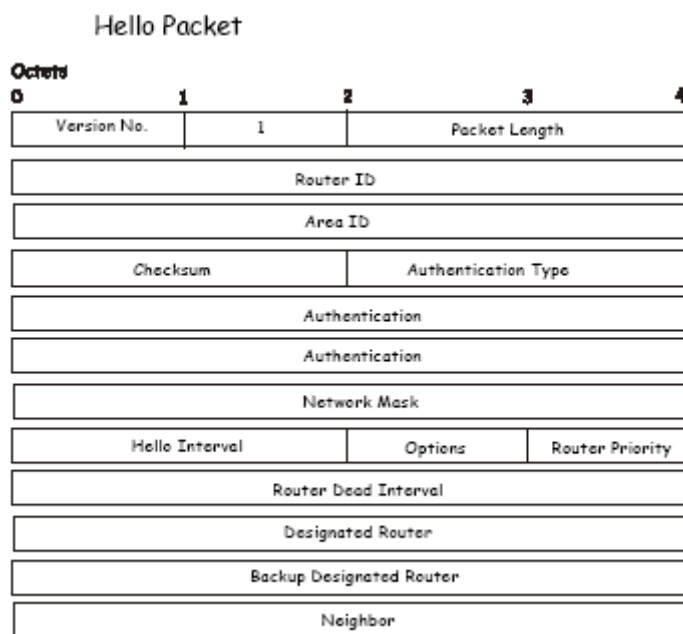 Hello Packet
Octets
0 1 2 3 4
Version No. 1 Packet Length
Router ID
Area ID
Checksum Authentication Type
Authentication
Authentication
Network Mask
Hello Interval Options Router Priority
Router Dead Interval
Designated Router
Backup Designated Router
Neighbor